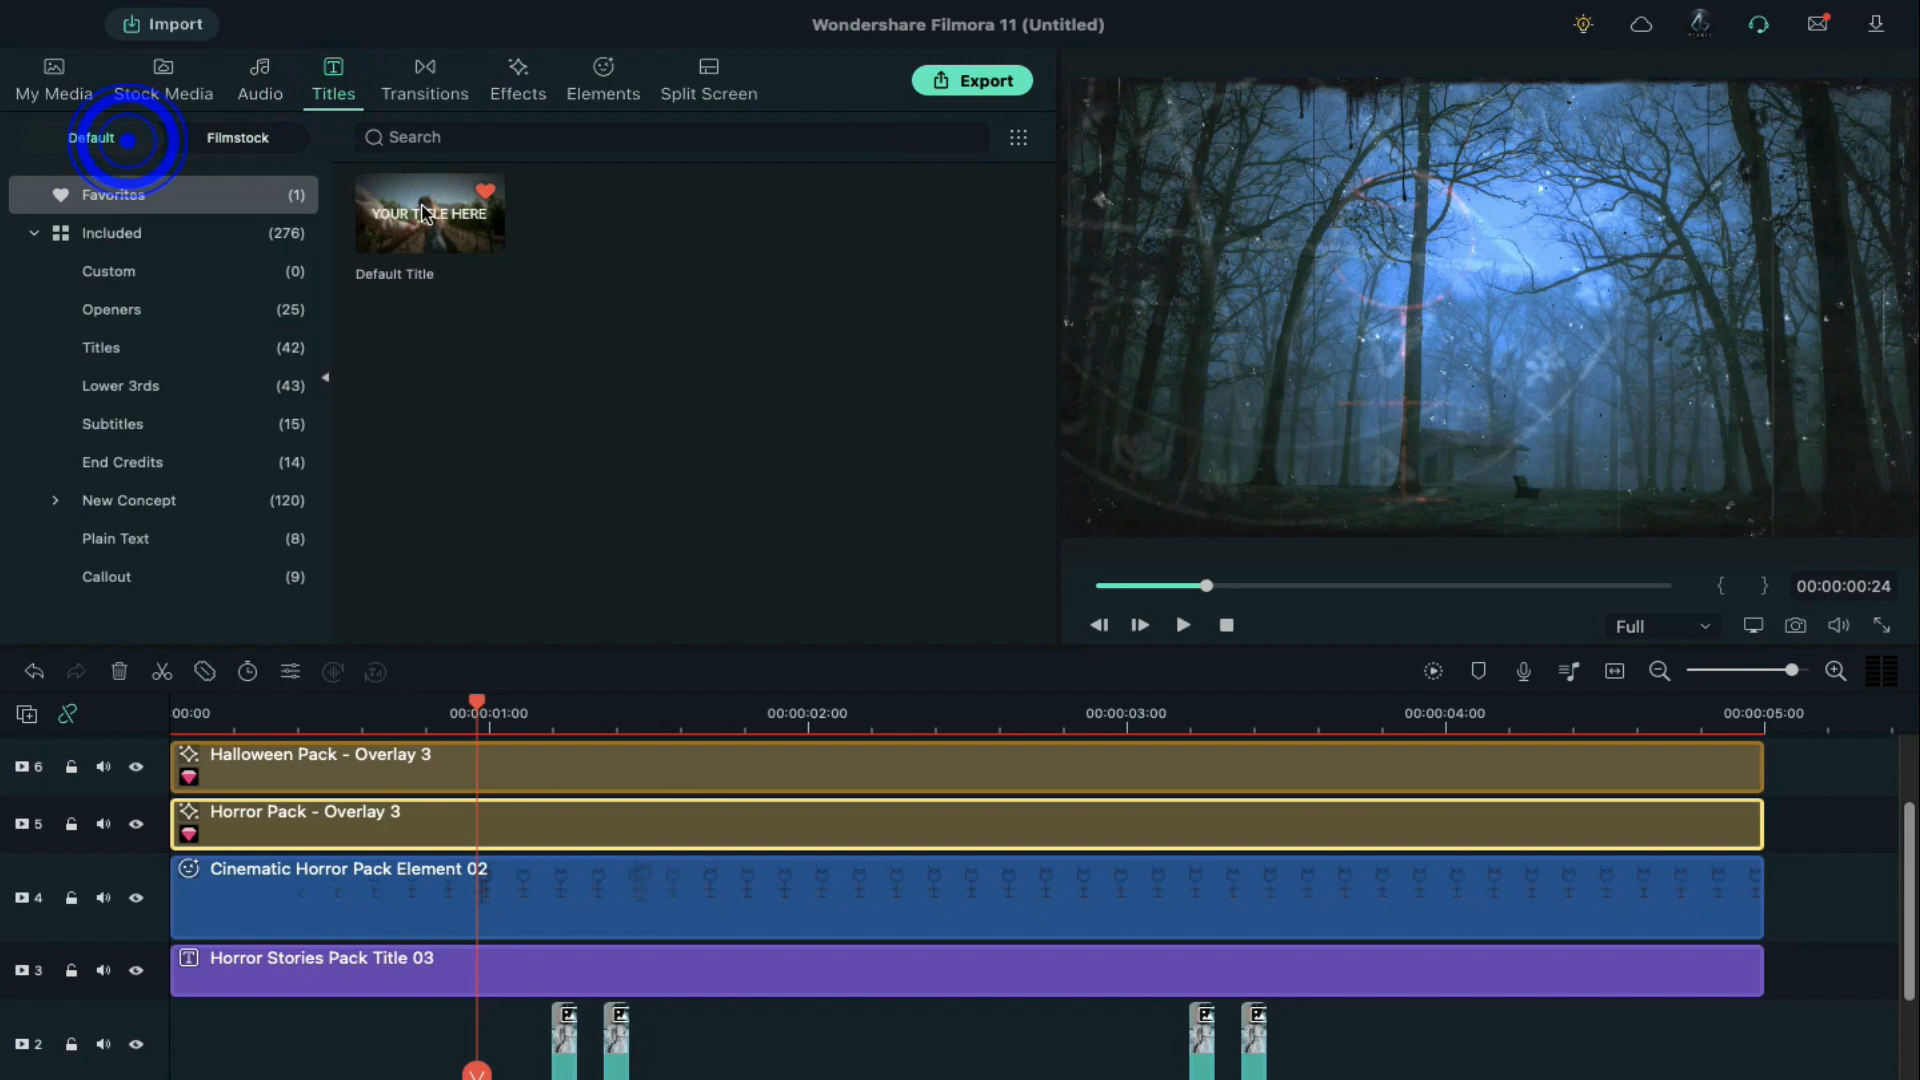 Import
Wondershare Filmora 11 (Untitled)
My Media
Stock Media
Audio
Titles
Transitions
Effects
Elements
Split Screen
Export
Default
Filmstock
Search
Favorites (1)
Included (276)
Custom (0)
Openers (25)
Titles (42)
Lower 3rds (43)
Subtitles (15)
End Credits (14)
New Concept (120)
Plain Text (8)
Callout (9)
YOUR TITLE HERE
Default Title
{ } 00:00:00:24
Full
:00:00 00:00:01:00 00:00:02:00 00:00:03:00 00:00:04:00 00:00:05:00
6 Halloween Pack - Overlay 3
5 Horror Pack - Overlay 3
4 Cinematic Horror Pack Element 02
3 Horror Stories Pack Title 03
2